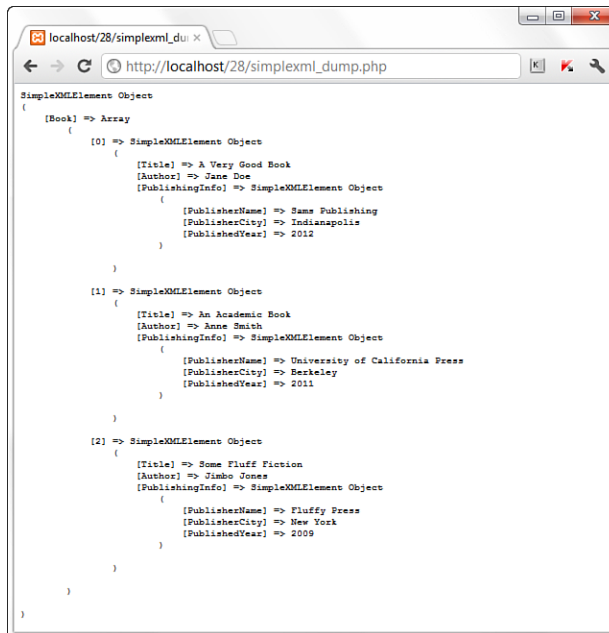 localhost/28/simplexml_du
http://localhost/28/simplexml_dump.php
SimpleXMLElement Object
(
[Book] => Array
(
[0] => SimpleXMLElement Object
(
[Title] => A Very Good Book
[Author] => Jane Doe
[PublishingInfo] => SimpleXMLElement Object
(
[PublisherName] => Sams Publishing
[PublisherCity] => Indianapolis
[PublishedYear] => 2012
)
)
[1] => SimpleXMLElement Object
(
[Title] => An Academic Book
[Author] => Anne Smith
[PublishingInfo] => SimpleXMLElement Object
(
[PublisherName] => University of California Press
[PublisherCity] => Berkeley
[PublishedYear] => 2011
)
)
[2] => SimpleXMLElement Object
(
[Title] => Some Fluff Fiction
[Author] => Jimbo Jones
[PublishingInfo] => SimpleXMLElement Object
(
[PublisherName] => Fluffy Press
[PublisherCity] => New York
[PublishedYear] => 2009
)
)
)
)